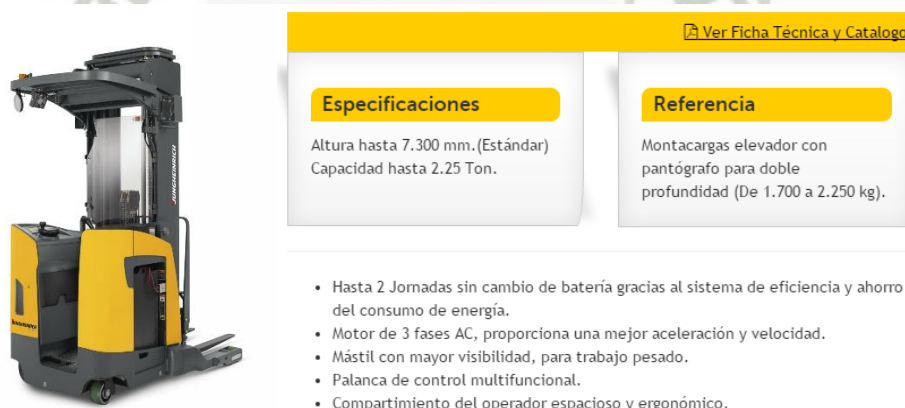 Ver Ficha Técnica y Catalogo
Especificaciones
Altura hasta 7.300 mm.(Estándar)
Capacidad hasta 2.25 Ton.
Referencia
Montacargas elevador con
pantógrafo para doble
profundidad (De 1.700 a 2.250 kg).
JUNGHEINRICH
JUNGHEINRICH
• Hasta 2 Jornadas sin cambio de batería gracias al sistema de eficiencia y ahorro
del consumo de energía.
• Motor de 3 fases AC, proporciona una mejor aceleración y velocidad.
• Mástil con mayor visibilidad, para trabajo pesado.
• Palanca de control multifuncional.
• Compartimiento del operador espacioso y ergonómico.